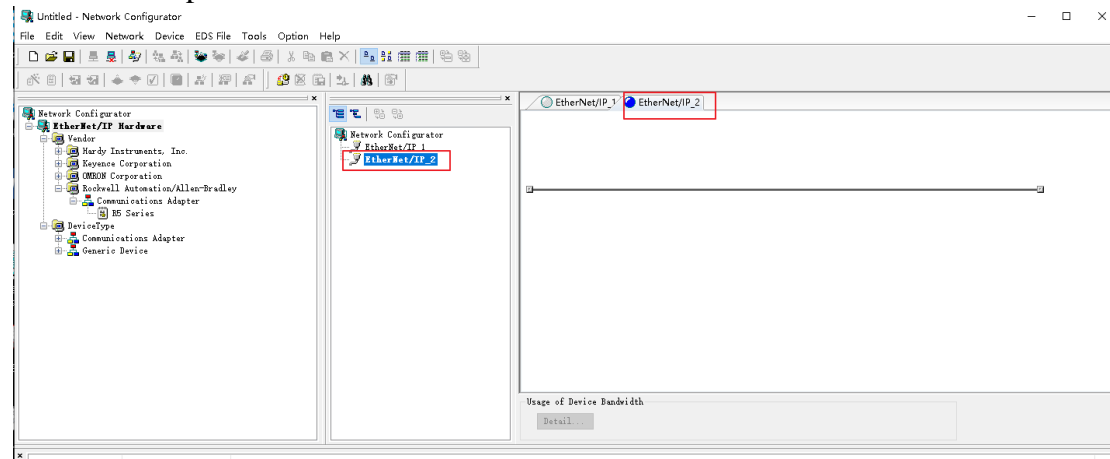 Untitled - Network Configurator
File Edit View Network Device EDS File Tools Option Help
Network Configurator
EtherNet/IP Hardware
Vendor
Hardy Instruments, Inc.
Keyence Corporation
OMRON Corporation
Rockwell Automation/Allen-Bradley
Communications Adapter
R5 Series
DeviceType
Communications Adapter
Generic Device
Network Configurator
EtherNet/IP_1
EtherNet/IP_2
EtherNet/IP_1 EtherNet/IP_2
Usage of Device Bandwidth
Detail...